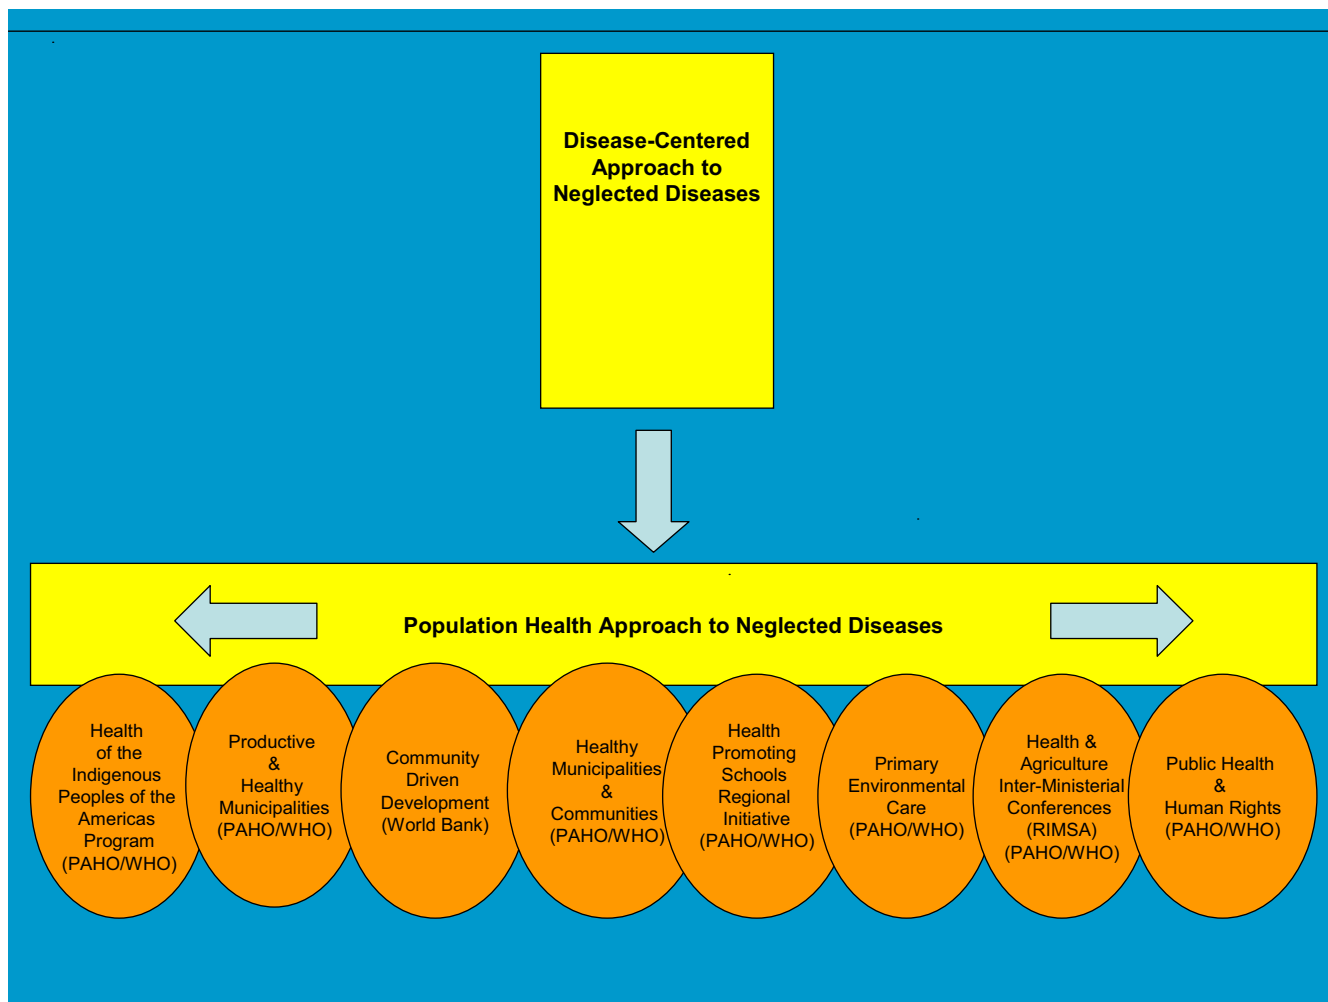 Disease-Centered
Approach to
Neglected Diseases
Population Health Approach to Neglected Diseases
Health
of the
Indigenous
Peoples of the
Americas
Program
(PAHO/WHO)
Productive
&
Healthy
Municipalities
(PAHO/WHO)
Community
Driven
Development
(World Bank)
Healthy
Municipalities
&
Communities
(PAHO/WHO)
Health
Promoting
Schools
Regional
Initiative
(PAHO/WHO)
Primary
Environmental
Care
(PAHO/WHO)
Health &
Agriculture
Inter-Ministerial
Conferences
(RIMSA)
(PAHO/WHO)
Public Health
&
Human Rights
(PAHO/WHO)